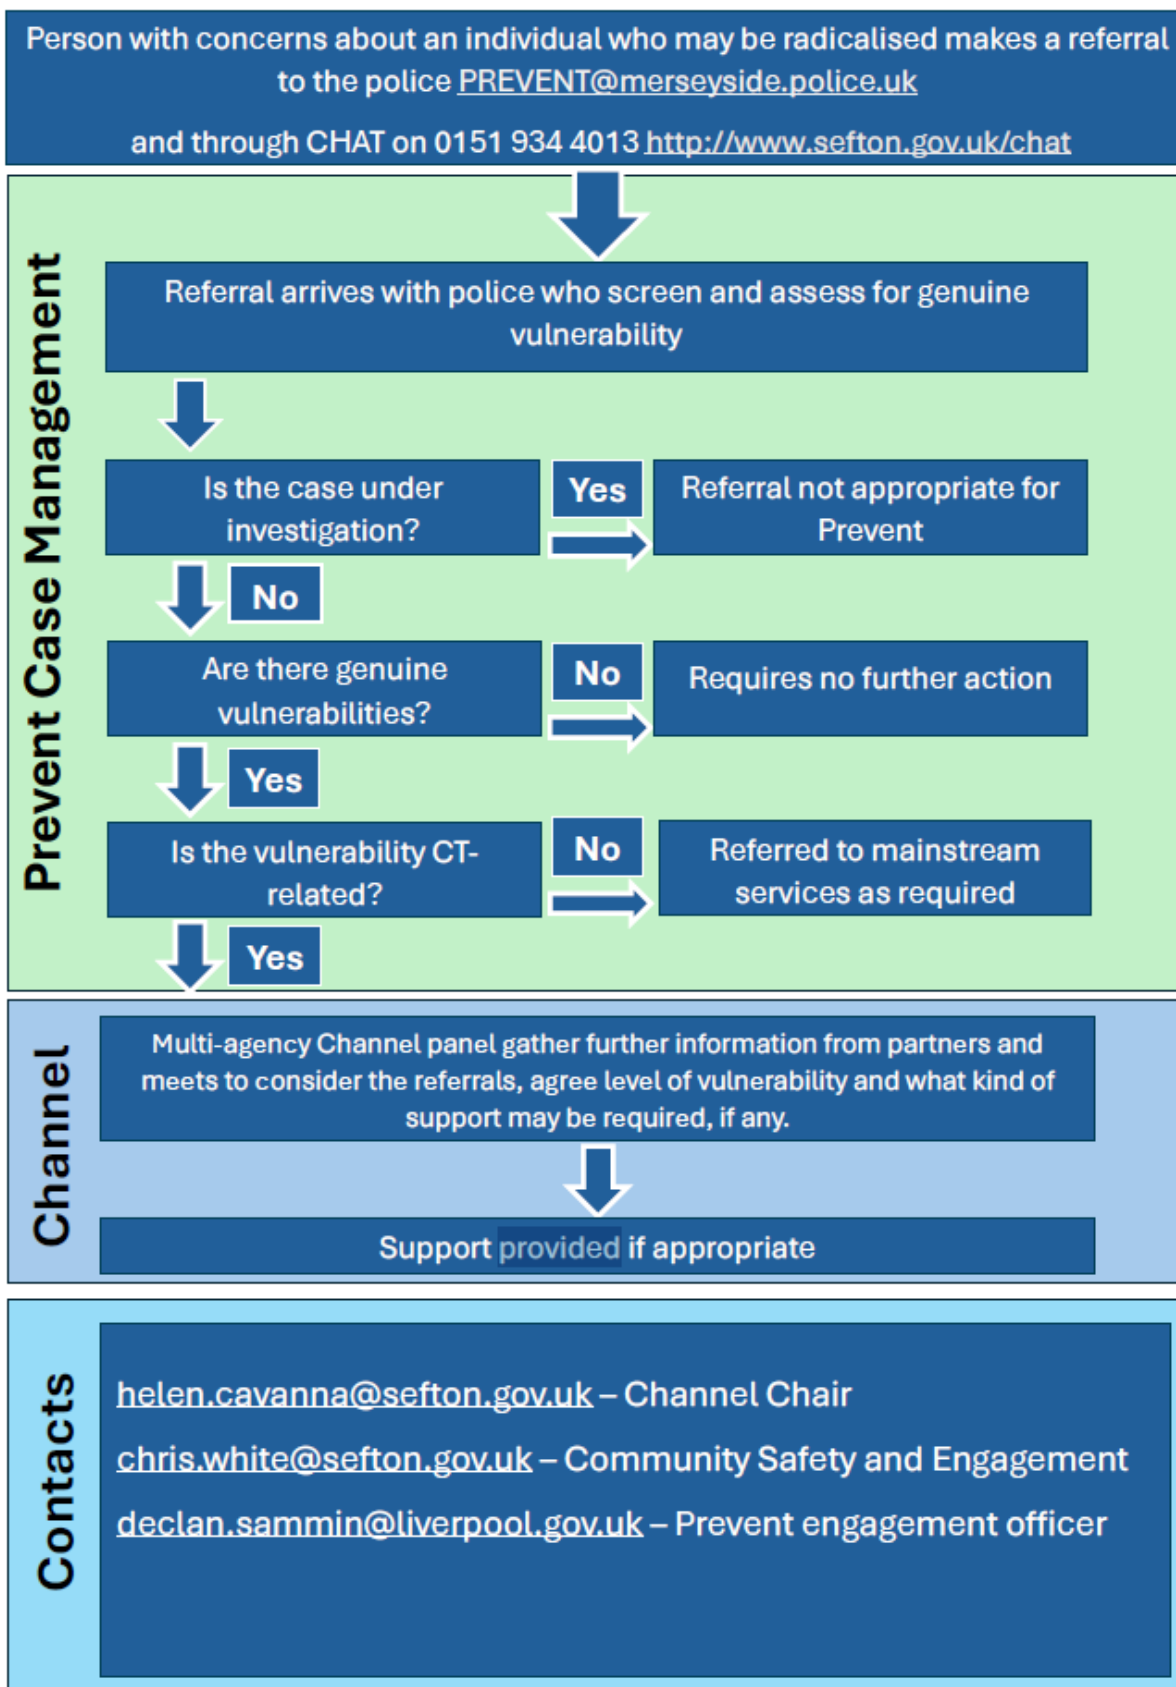 Person with concerns about an individual who may be radicalised makes a referral
to the police PREVENT@merseyside.police.uk
and through CHAT on 0151 934 4013 http://www.sefton.gov.uk/chat
Prevent Case Management
Referral arrives with police who screen and assess for genuine
vulnerability
Is the case under
investigation?
Yes
Referral not appropriate for
Prevent
No
Are there genuine
vulnerabilities?
No
Requires no further action
Yes
Is the vulnerability CT-
related?
No
Referred to mainstream
services as required
Yes
Channel
Multi-agency Channel panel gather further information from partners and
meets to consider the referrals, agree level of vulnerability and what kind of
support may be required, if any.
Support provided if appropriate
Contacts
helen.cavanna@sefton.gov.uk – Channel Chair
chris.white@sefton.gov.uk – Community Safety and Engagement
declan.sammin@liverpool.gov.uk – Prevent engagement officer